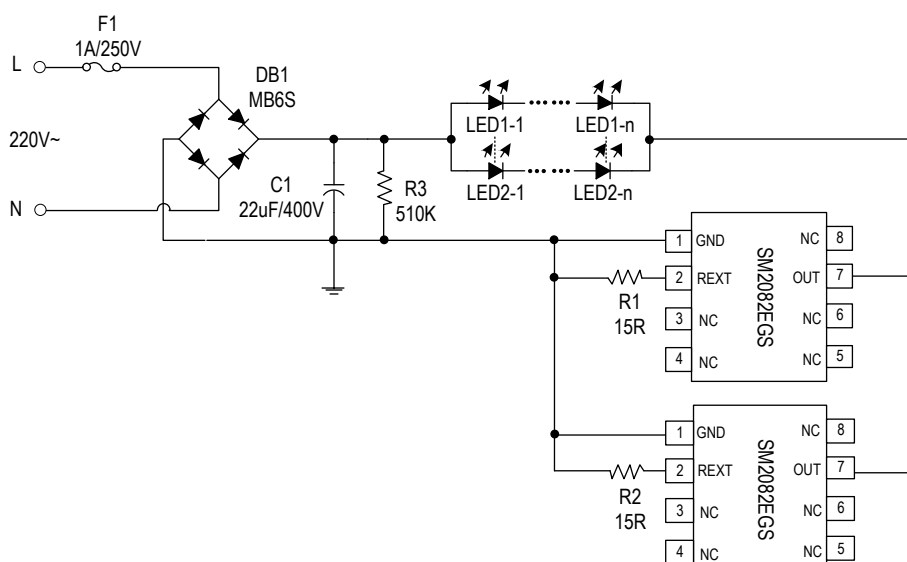 F1
1A/250V
L
DB1
MB6S
220V~
N
C1
22uF/400V
R3
510K
LED1-1
LED1-n
LED2-1
LED2-n
R1
15R
1 GND
2 REXT
3 NC
4 NC
SM2082EGS
NC 8
OUT 7
NC 6
NC 5
R2
15R
1 GND
2 REXT
3 NC
4 NC
SM2082EGS
NC 8
OUT 7
NC 6
NC 5